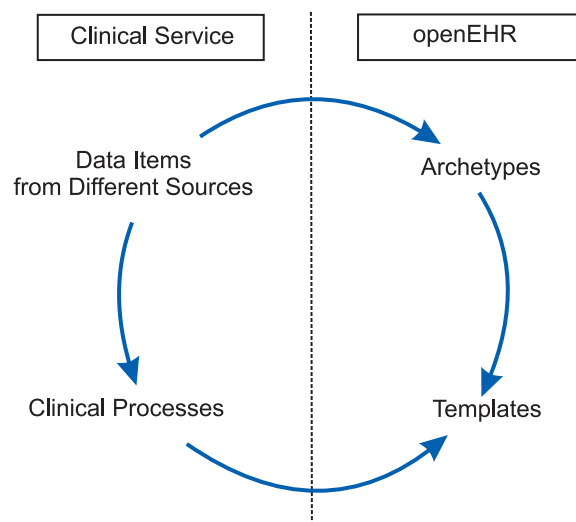 Clinical Service
openEHR
Data Items
from Different Sources
Archetypes
Clinical Processes
Templates